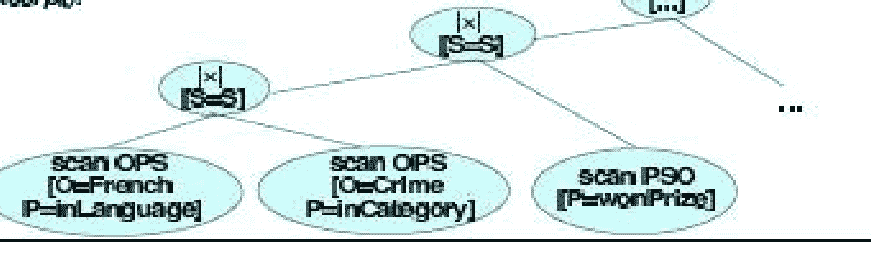 [...]
|×|
[S=S]
|×|
[S=S]
...
scan OPS
[O=French
P=inLanguage]
scan OPS
[O=Crime
P=inCategory]
scan PSO
[P=wonPrize]